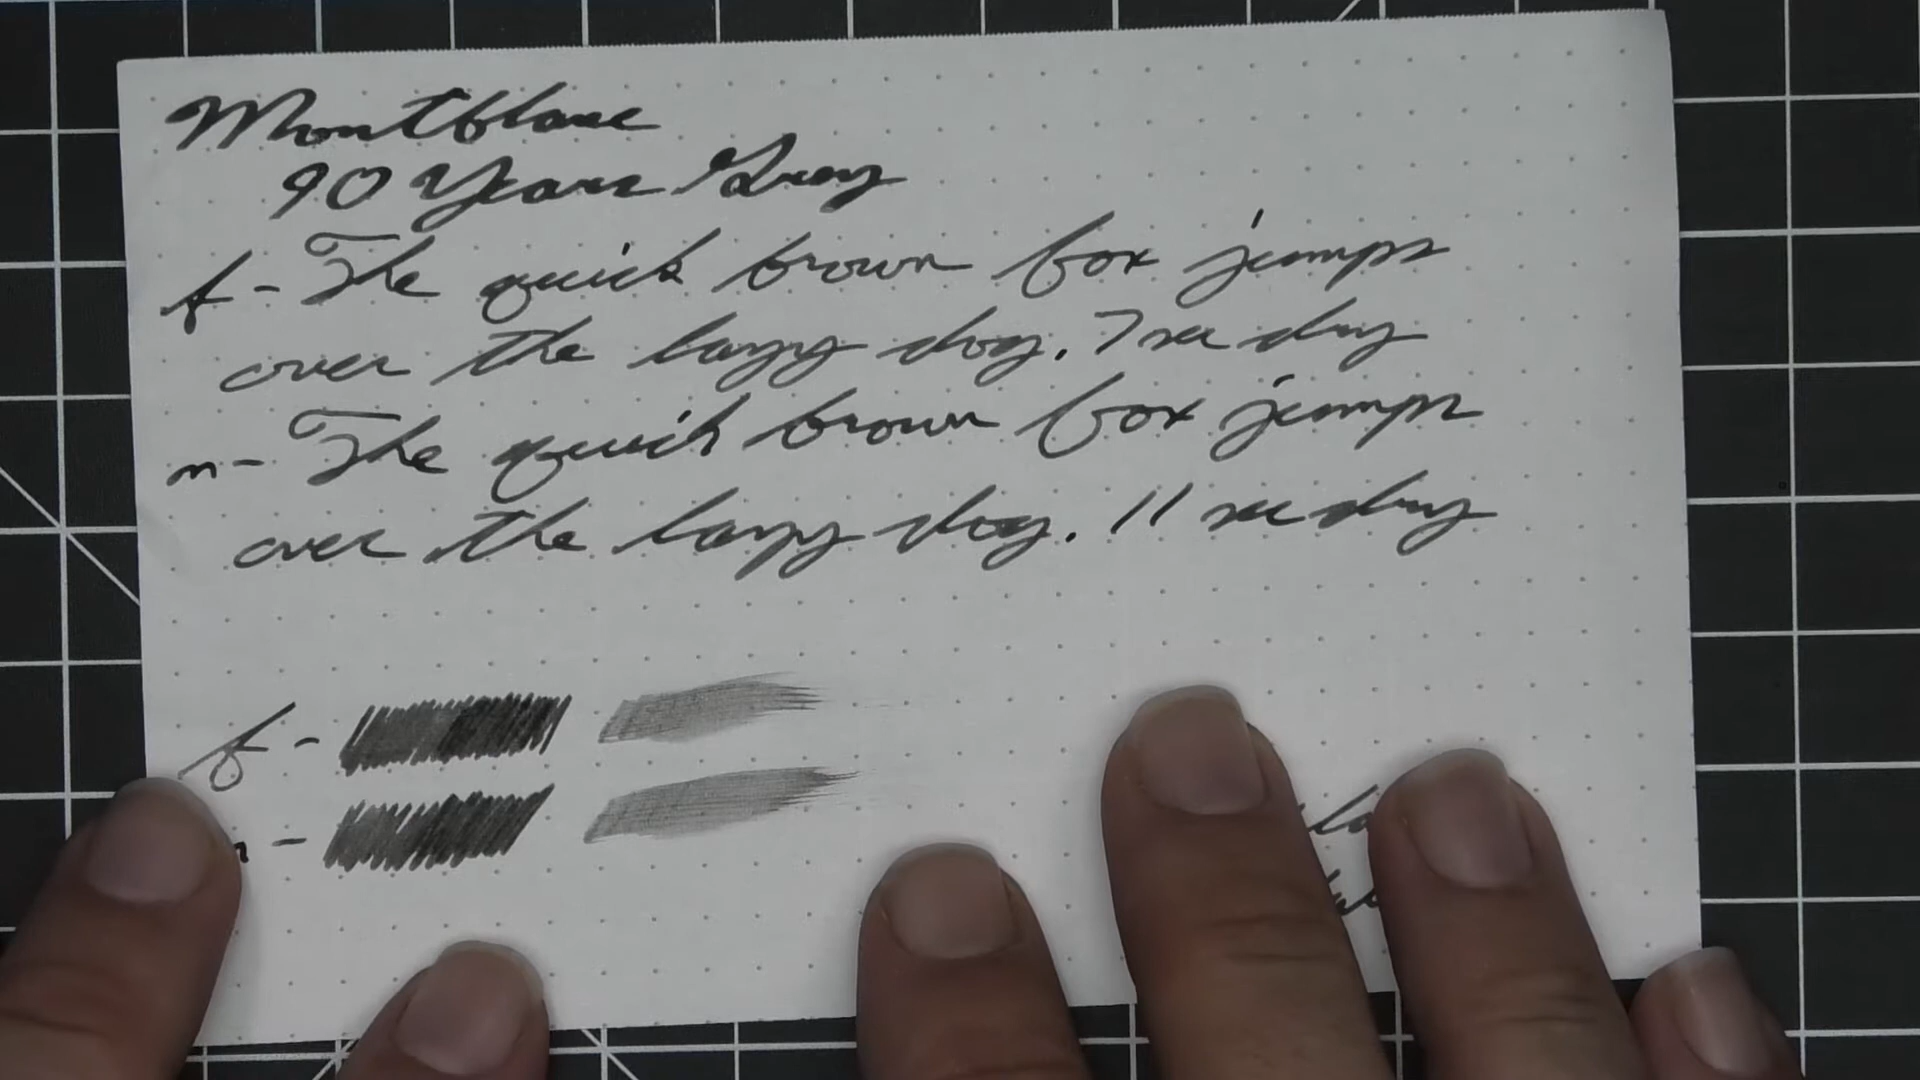 Montblanc
90 Years Grey
f - The quick brown fox jumps
over the lazy dog. 7 sec dry
m - The quick brown fox jumps
over the lazy dog. 11 sec dry
f -
-